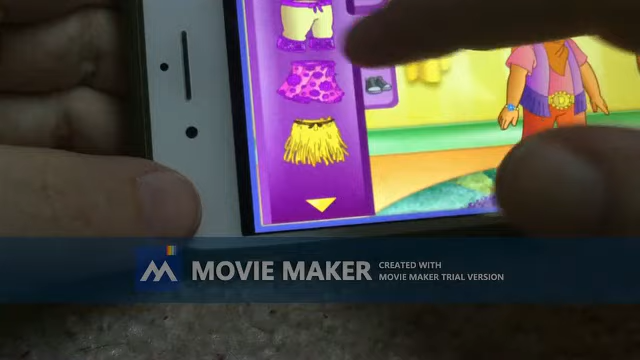 MOVIE MAKER
CREATED WITH
MOVIE MAKER TRIAL VERSION